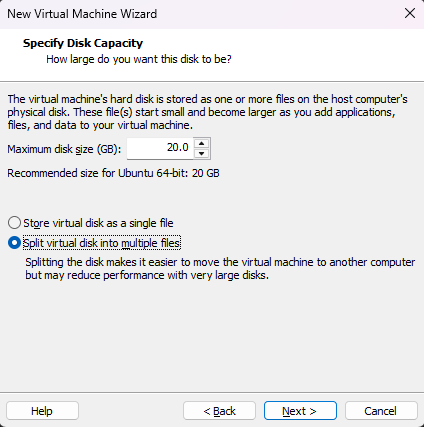 New Virtual Machine Wizard
Specify Disk Capacity
How large do you want this disk to be?
The virtual machine's hard disk is stored as one or more files on the host computer's
physical disk. These file(s) start small and become larger as you add applications,
files, and data to your virtual machine.
Maximum disk size (GB): 20.0
Recommended size for Ubuntu 64-bit: 20 GB
Store virtual disk as a single file
Split virtual disk into multiple files
Splitting the disk makes it easier to move the virtual machine to another computer
but may reduce performance with very large disks.
Help < Back Next > Cancel